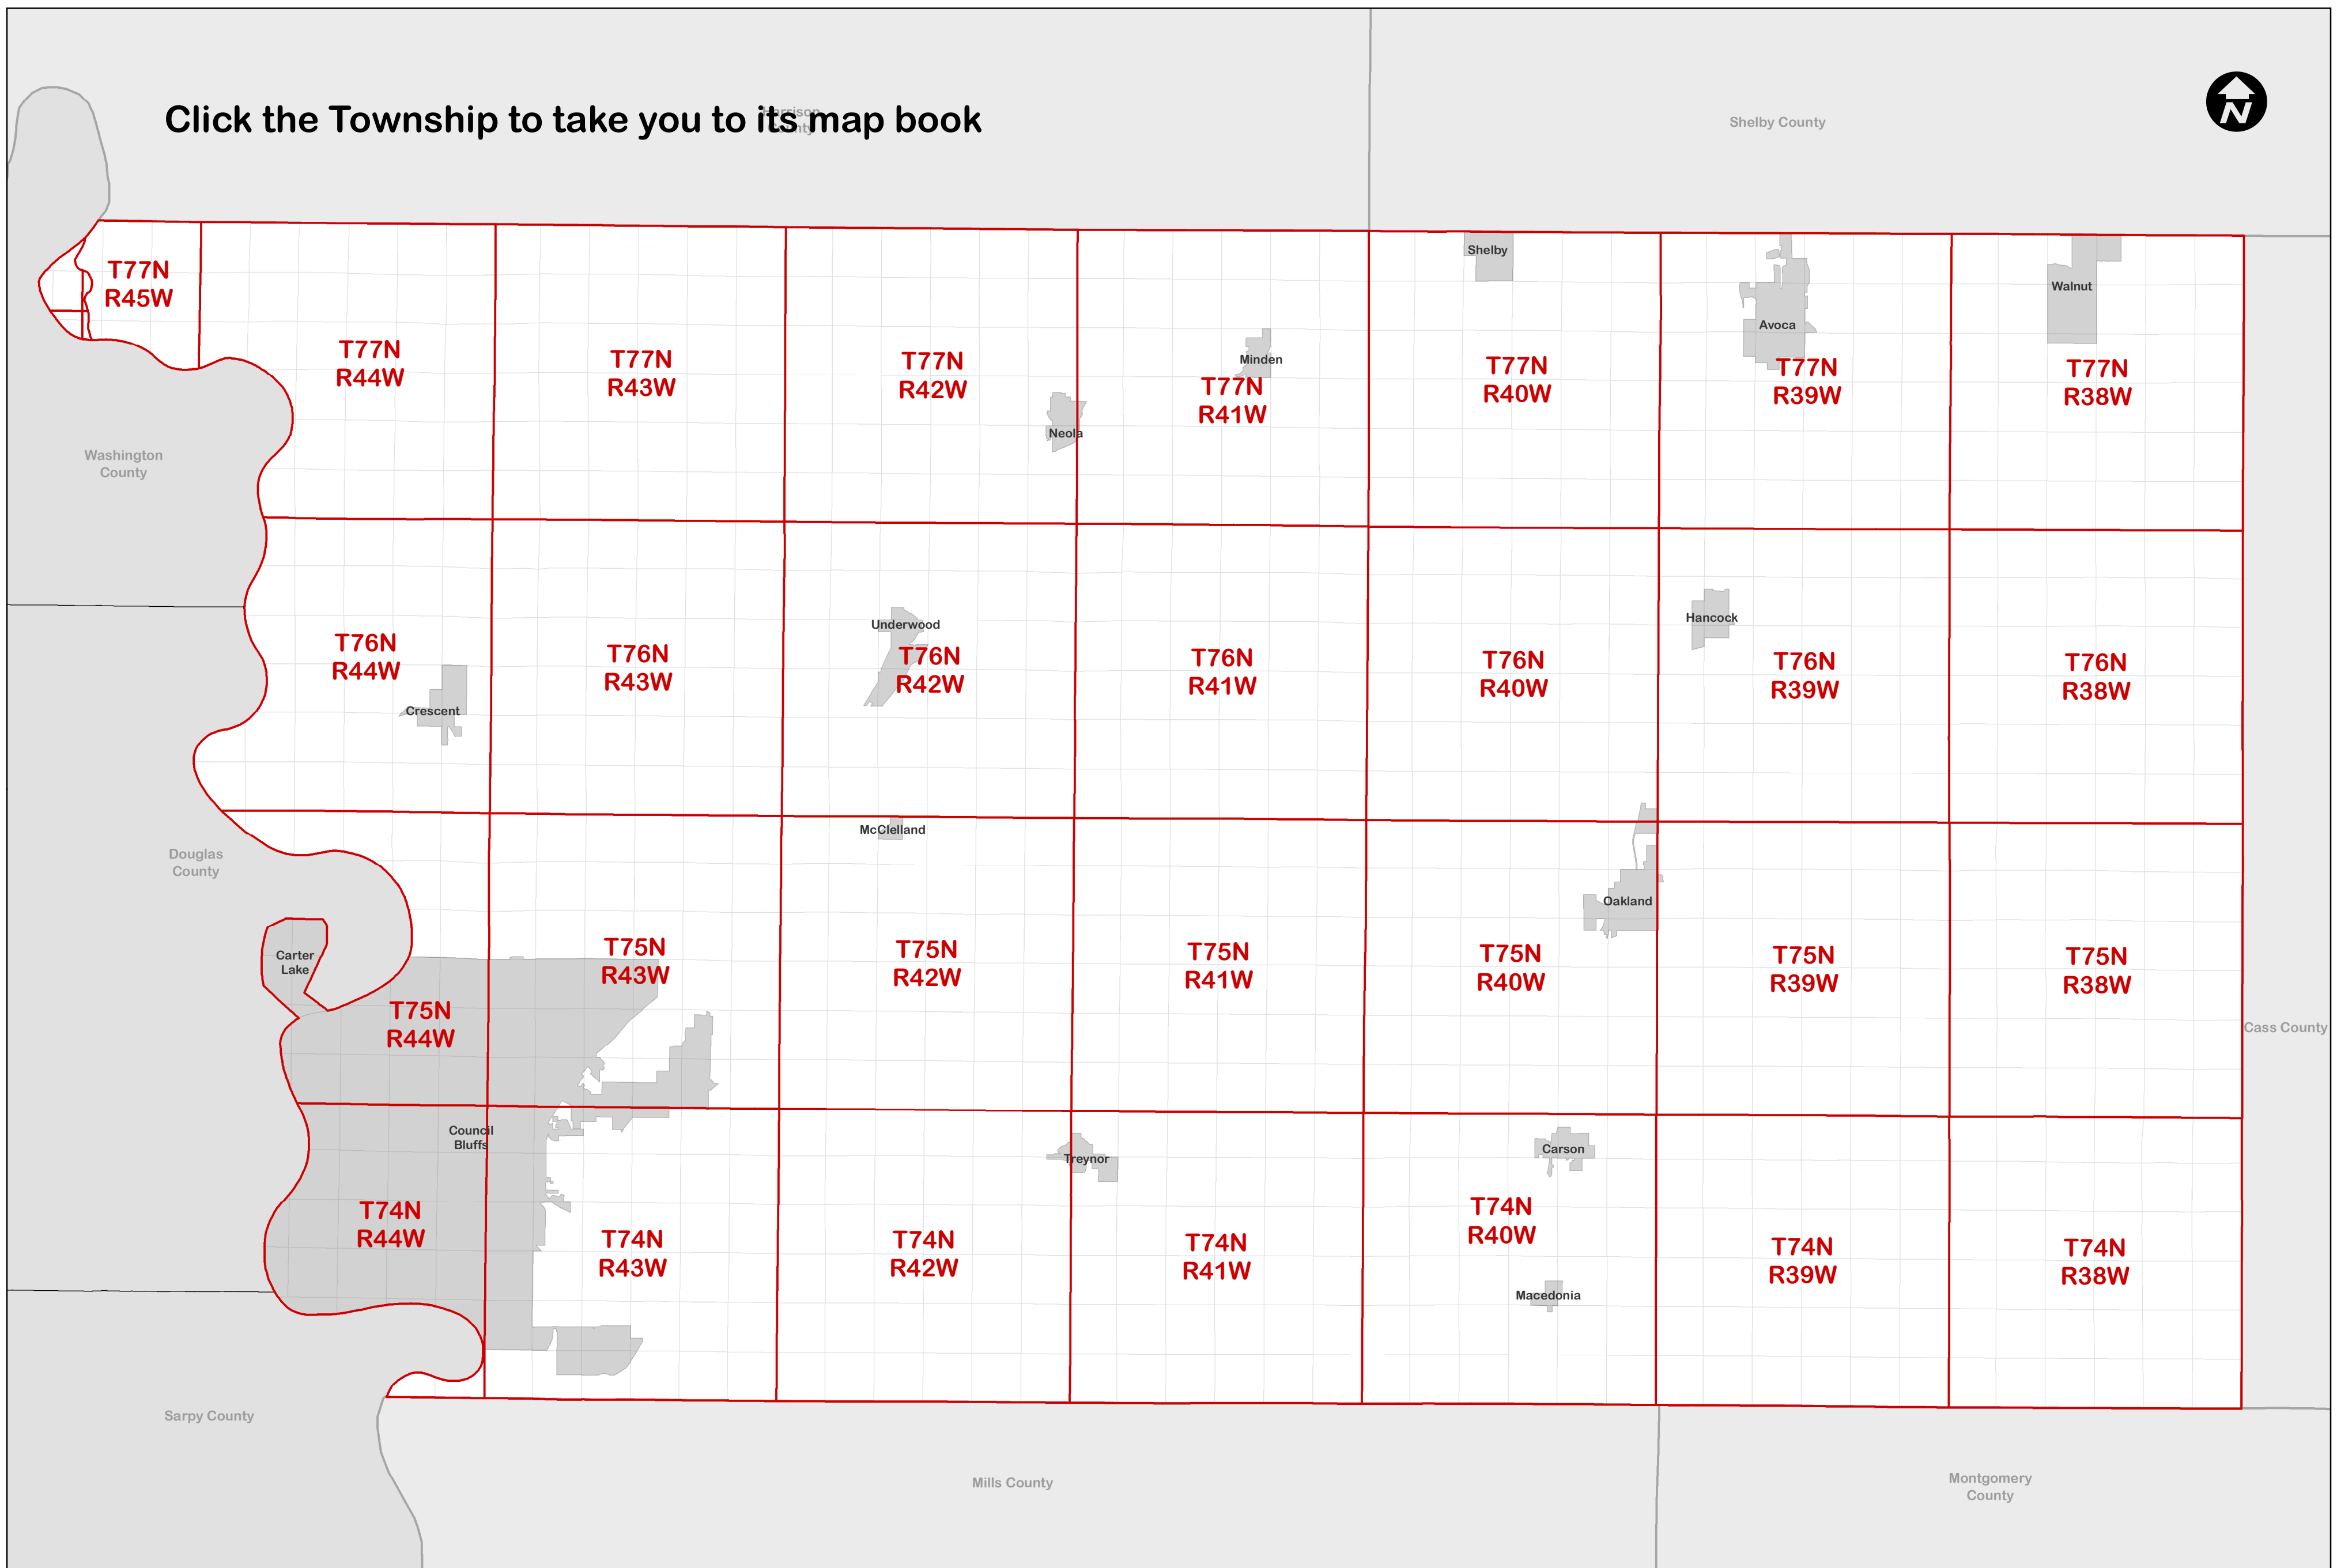 Click the Township to take you to its map book
Harrison
County
Shelby County
N
T77N
R45W
T77N
R44W
T77N
R43W
T77N
R42W
Neola
Minden
T77N
R41W
Shelby
T77N
R40W
Avoca
T77N
R39W
Walnut
T77N
R38W
Washington
County
T76N
R44W
Crescent
T76N
R43W
Underwood
T76N
R42W
T76N
R41W
T76N
R40W
Hancock
T76N
R39W
T76N
R38W
Douglas
County
Carter
Lake
T75N
R44W
T75N
R43W
McClelland
T75N
R42W
T75N
R41W
Oakland
T75N
R40W
T75N
R39W
T75N
R38W
Cass County
Council
Bluffs
T74N
R44W
T74N
R43W
T74N
R42W
Treynor
T74N
R41W
Carson
T74N
R40W
Macedonia
T74N
R39W
T74N
R38W
Sarpy County
Mills County
Montgomery
County